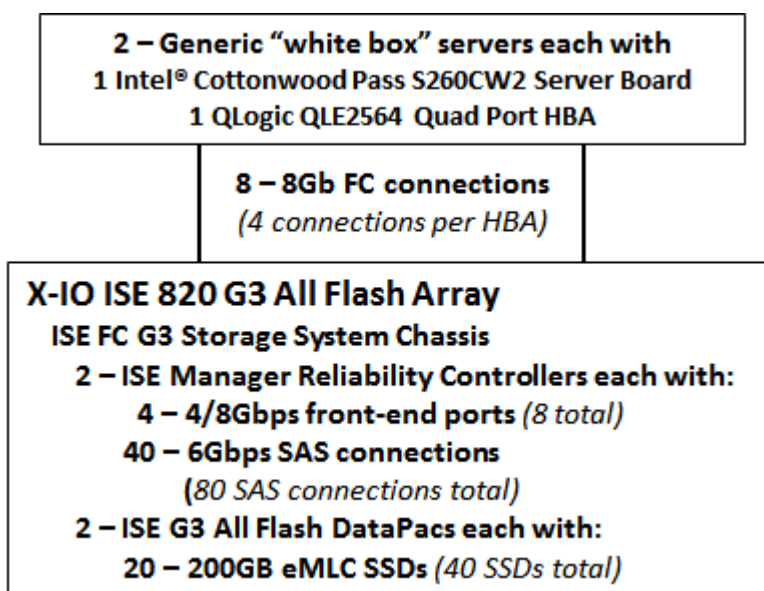 2 – Generic “white box” servers each with
1 Intel® Cottonwood Pass S260CW2 Server Board
1 QLogic QLE2564 Quad Port HBA
8 – 8Gb FC connections
(4 connections per HBA)
X-IO ISE 820 G3 All Flash Array
ISE FC G3 Storage System Chassis
2 – ISE Manager Reliability Controllers each with:
4 – 4/8Gbps front-end ports (8 total)
40 – 6Gbps SAS connections
(80 SAS connections total)
2 – ISE G3 All Flash DataPacs each with:
20 – 200GB eMLC SSDs (40 SSDs total)